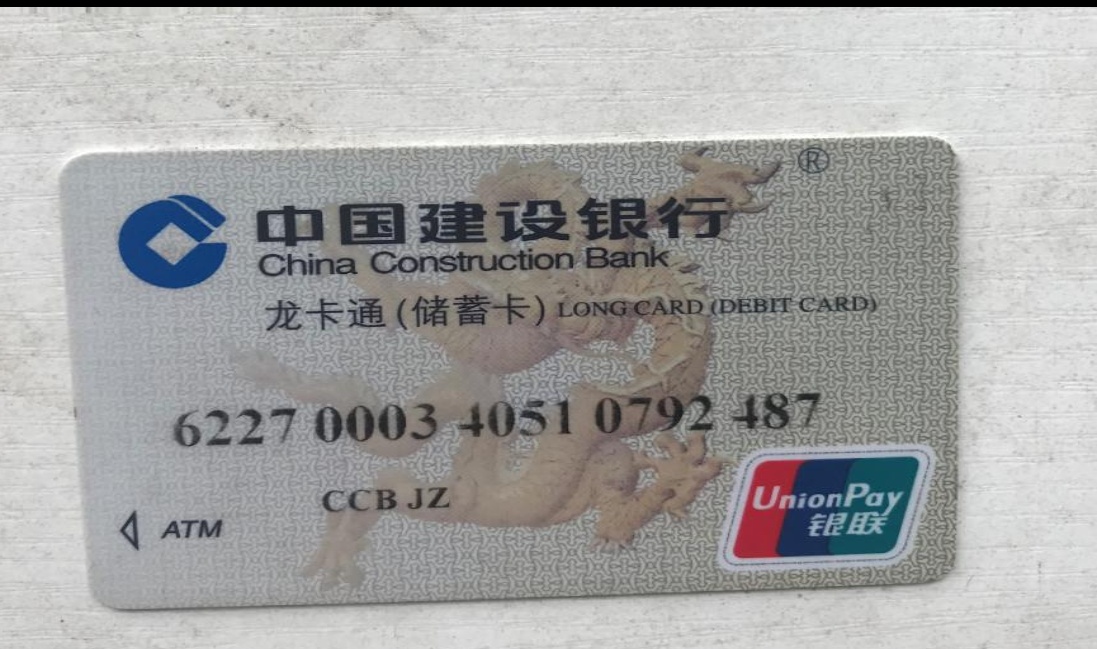 ®
中国建设银行
China Construction Bank
龙卡通(储蓄卡) LONG CARD (DEBIT CARD)
6227 0003 4051 0792 487
CCB JZ
ATM
UnionPay
银联